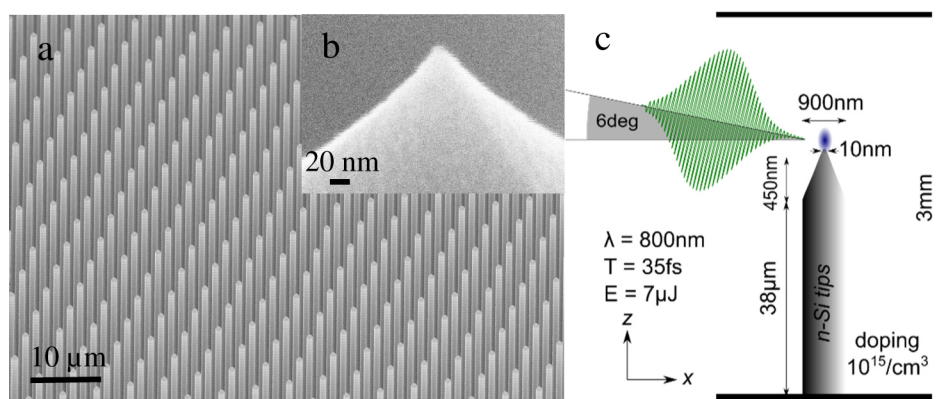 a
b
c
20 nm
10 µm
6deg
900nm
10nm
450nm
3mm
λ = 800nm
T = 35fs
E = 7µJ
38µm
n-Si tips
z
x
doping
10¹⁵/cm³